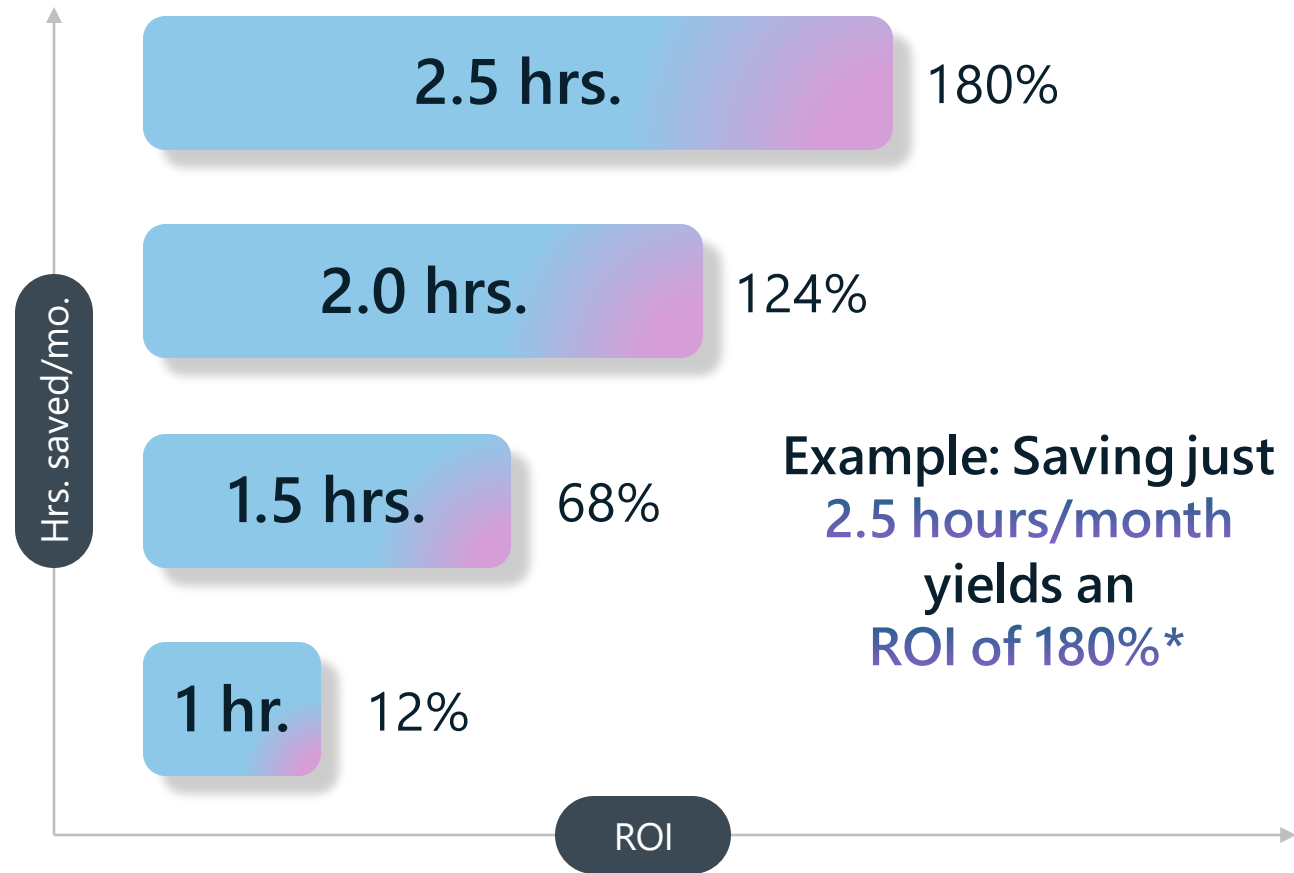 2.5 hrs.
180%
2.0 hrs.
124%
Hrs. saved/mo.
1.5 hrs.
68%
Example: Saving just
2.5 hours/month
yields an
ROI of 180%*
1 hr.
12%
ROI